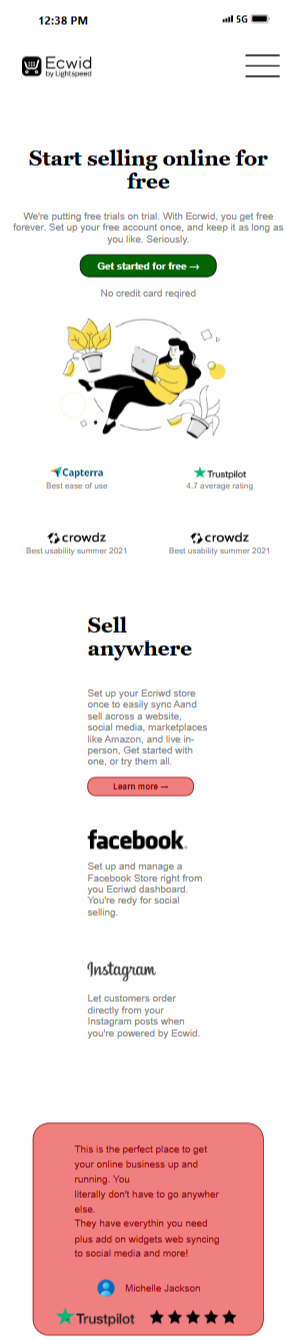 12:38 PM
5G
Ecwid
by Lightspeed
Start selling online for
free
We're putting free trials on trial. With Ecrwid, you get free
forever. Set up your free account once, and keep it as long as
you like. Seriously.
Get started for free →
No credit card reqired
Capterra
Best ease of use
Trustpilot
4.7 average rating
crowdz
Best usability summer 2021
crowdz
Best usability summer 2021
Sell
anywhere
Set up your Ecriwd store
once to easily sync Aand
sell across a website,
social media, marketplaces
like Amazon, and live in-
person, Get started with
one, or try them all.
Learn more →
facebook.
Set up and manage a
Facebook Store right from
you Ecriwd dashboard.
You're redy for social
selling.
Instagram
Let customers order
directly from your
Instagram posts when
you're powered by Ecwid.
This is the perfect place to get
your online business up and
running. You
literally don't have to go anywher
else.
They have everythin you need
plus add on widgets web syncing
to social media and more!
Michelle Jackson
Trustpilot